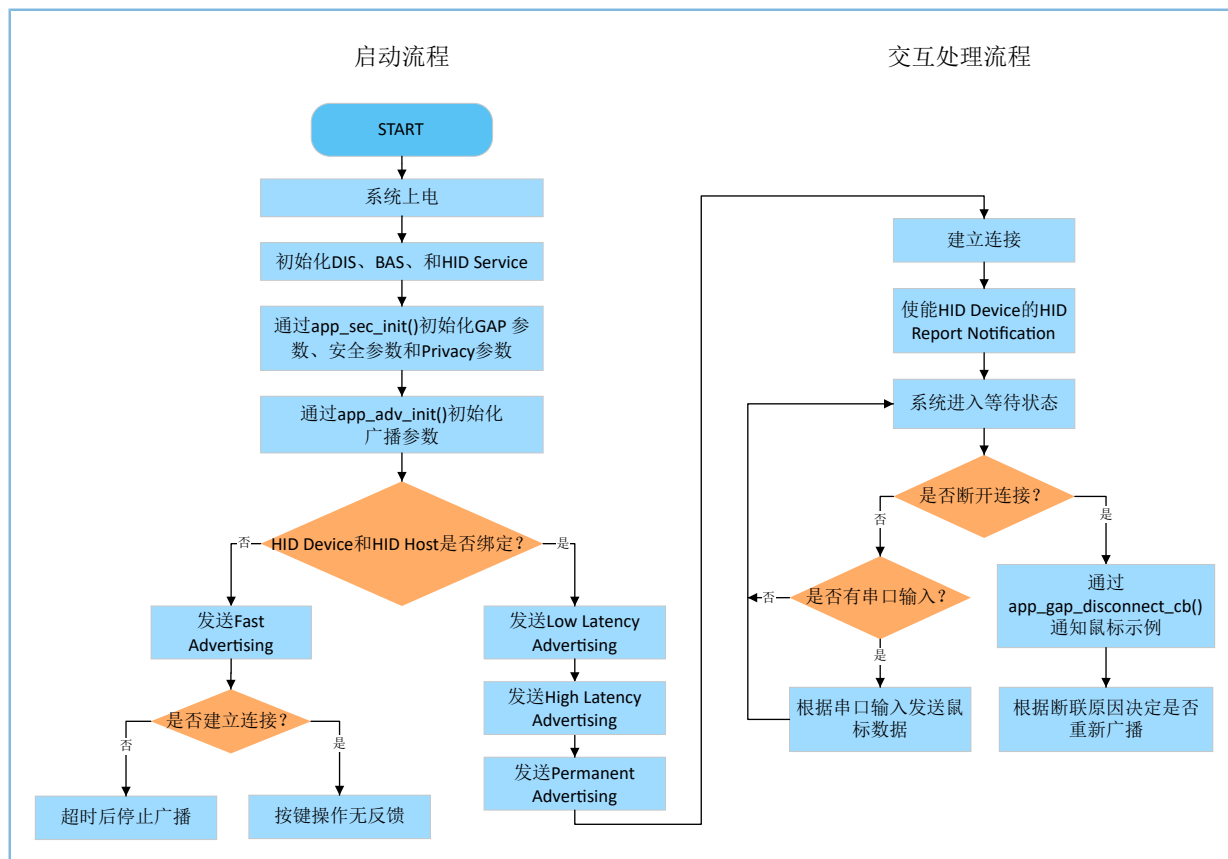 启动流程
START
系统上电
初始化DIS、BAS、和HID Service
通过app_sec_init()初始化GAP 参
数、安全参数和Privacy参数
通过app_adv_init()初始化
广播参数
HID Device和HID Host是否绑定？
否
是
发送Fast
Advertising
是否建立连接？
否
是
超时后停止广播
按键操作无反馈
发送Low Latency
Advertising
发送High Latency
Advertising
发送Permanent
Advertising
交互处理流程
建立连接
使能HID Device的HID
Report Notification
系统进入等待状态
是否断开连接？
否
是
是否有串口输入？
否
是
根据串口输入发送鼠
标数据
通过
app_gap_disconnect_cb()
通知鼠标示例
根据断联原因决定是否
重新广播